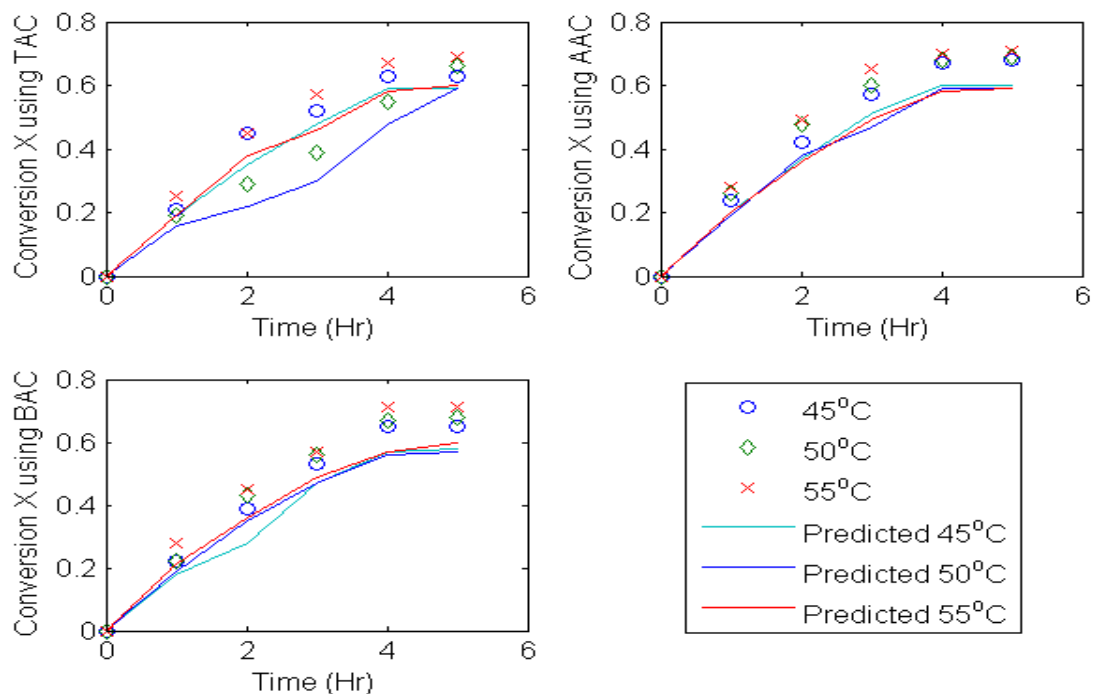 Conversion X using TAC
0.8
0.6
0.4
0.2
0
0 2 4 6
Time (Hr)
Conversion X using AAC
0.8
0.6
0.4
0.2
0
0 2 4 6
Time (Hr)
Conversion X using BAC
0.8
0.6
0.4
0.2
0
0 2 4 6
Time (Hr)
45°C
50°C
55°C
Predicted 45°C
Predicted 50°C
Predicted 55°C